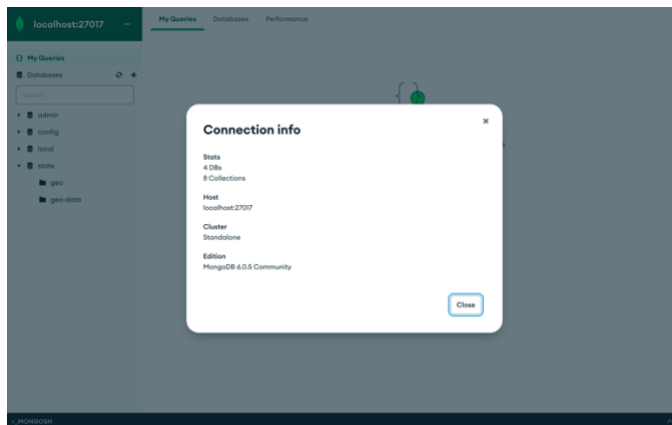 localhost:27017
My Queries
Databases
Performance
{} My Queries
Databases
Search
admin
config
local
state
geo
geo-data
Connection info
Stats
4 DBs
8 Collections
Host
localhost:27017
Cluster
Standalone
Edition
MongoDB 6.0.5 Community
Close
>_MONGOSH